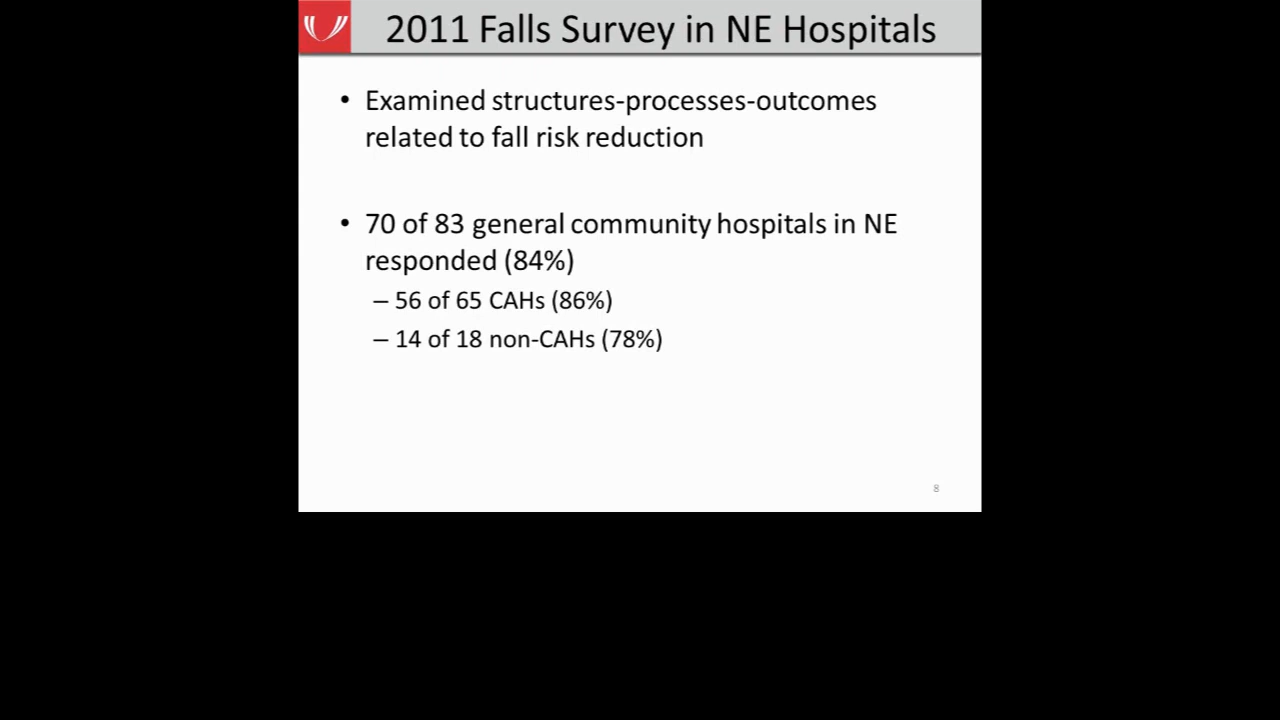 2011 Falls Survey in NE Hospitals
• Examined structures-processes-outcomes
related to fall risk reduction
• 70 of 83 general community hospitals in NE
responded (84%)
– 56 of 65 CAHs (86%)
– 14 of 18 non-CAHs (78%)
8